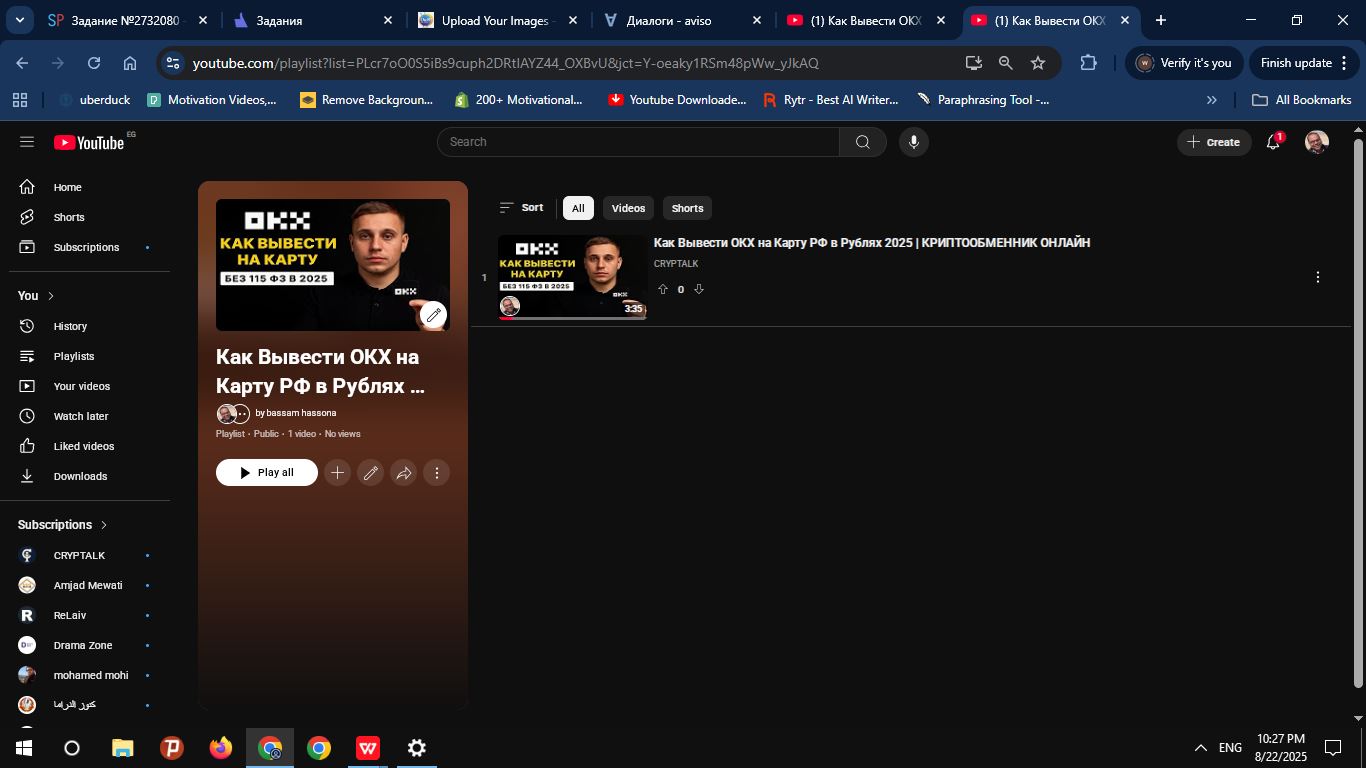 Задание №2732080
Задания
Upload Your Images
Диалоги - aviso
(1) Как Вывести ОКХ
(1) Как Вывести ОКХ
youtube.com/playlist?list=PLcr7oO0S5iBs9cuph2DRtIAYZ44_OXBvU&jct=Y-oeaky1RSm48pWw_yJkAQ
Verify it's you
Finish update
uberduck
Motivation Videos,...
Remove Backgroun...
200+ Motivational...
Youtube Downloade...
Rytr - Best AI Writer...
Paraphrasing Tool -...
All Bookmarks
YouTube EG
Search
Create
1
Home
Shorts
Subscriptions
You
History
Playlists
Your videos
Watch later
Liked videos
Downloads
Subscriptions
CRYPTALK
Amjad Mewati
ReLaiv
Drama Zone
mohamed mohi
كنوز الدراما
ОКХ
КАК ВЫВЕСТИ
НА КАРТУ
БЕЗ 115 ФЗ В 2025
ОКХ
Как Вывести ОКХ на
Карту РФ в Рублях ...
by bassam hassona
Playlist · Public · 1 video · No views
Play all
Sort
All
Videos
Shorts
1
ОКХ
КАК ВЫВЕСТИ
НА КАРТУ
БЕЗ 115 ФЗ В 2025
ОКХ
3:35
Как Вывести ОКХ на Карту РФ в Рублях 2025 | КРИПТООБМЕННИК ОНЛАЙН
CRYPTALK
0
ENG
10:27 PM
8/22/2025